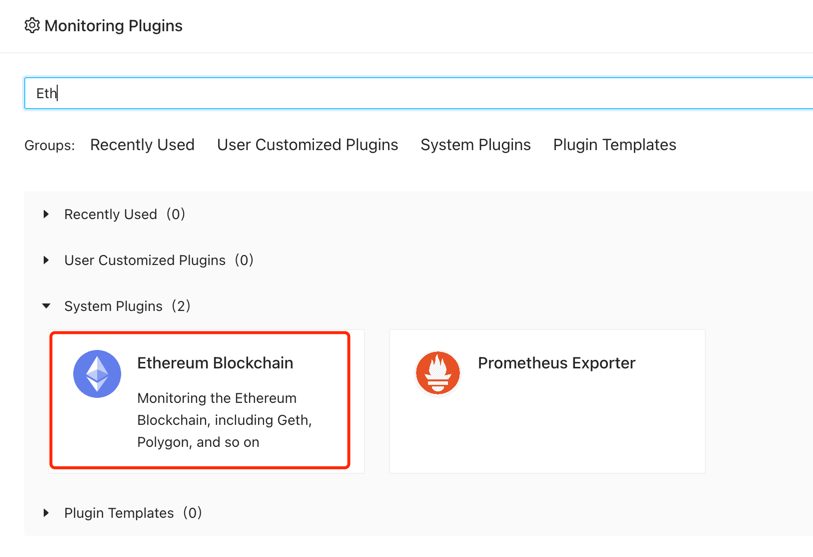 Monitoring Plugins
Eth
Groups: Recently Used User Customized Plugins System Plugins Plugin Templates
Recently Used (0)
User Customized Plugins (0)
System Plugins (2)
Ethereum Blockchain
Monitoring the Ethereum
Blockchain, including Geth,
Polygon, and so on
Prometheus Exporter
Plugin Templates (0)